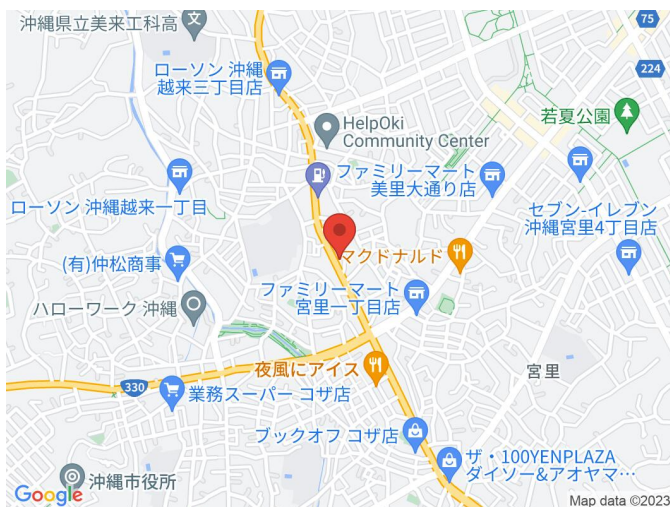 沖縄県立美来工科高
75
224
ローソン 沖縄
越来三丁目店
HelpOki
Community Center
若夏公園
ファミリーマート
美里大通り店
ローソン 沖縄越来一丁目
セブン-イレブン
沖縄宮里4丁目店
(有)仲松商事
マクドナルド
ハローワーク 沖縄
ファミリーマート
宮里一丁目店
夜風にアイス
宮里
330
業務スーパー コザ店
ブックオフ コザ店
ザ・100YENPLAZA
ダイソー&アオヤマ…
沖縄市役所
Google
Map data ©2023